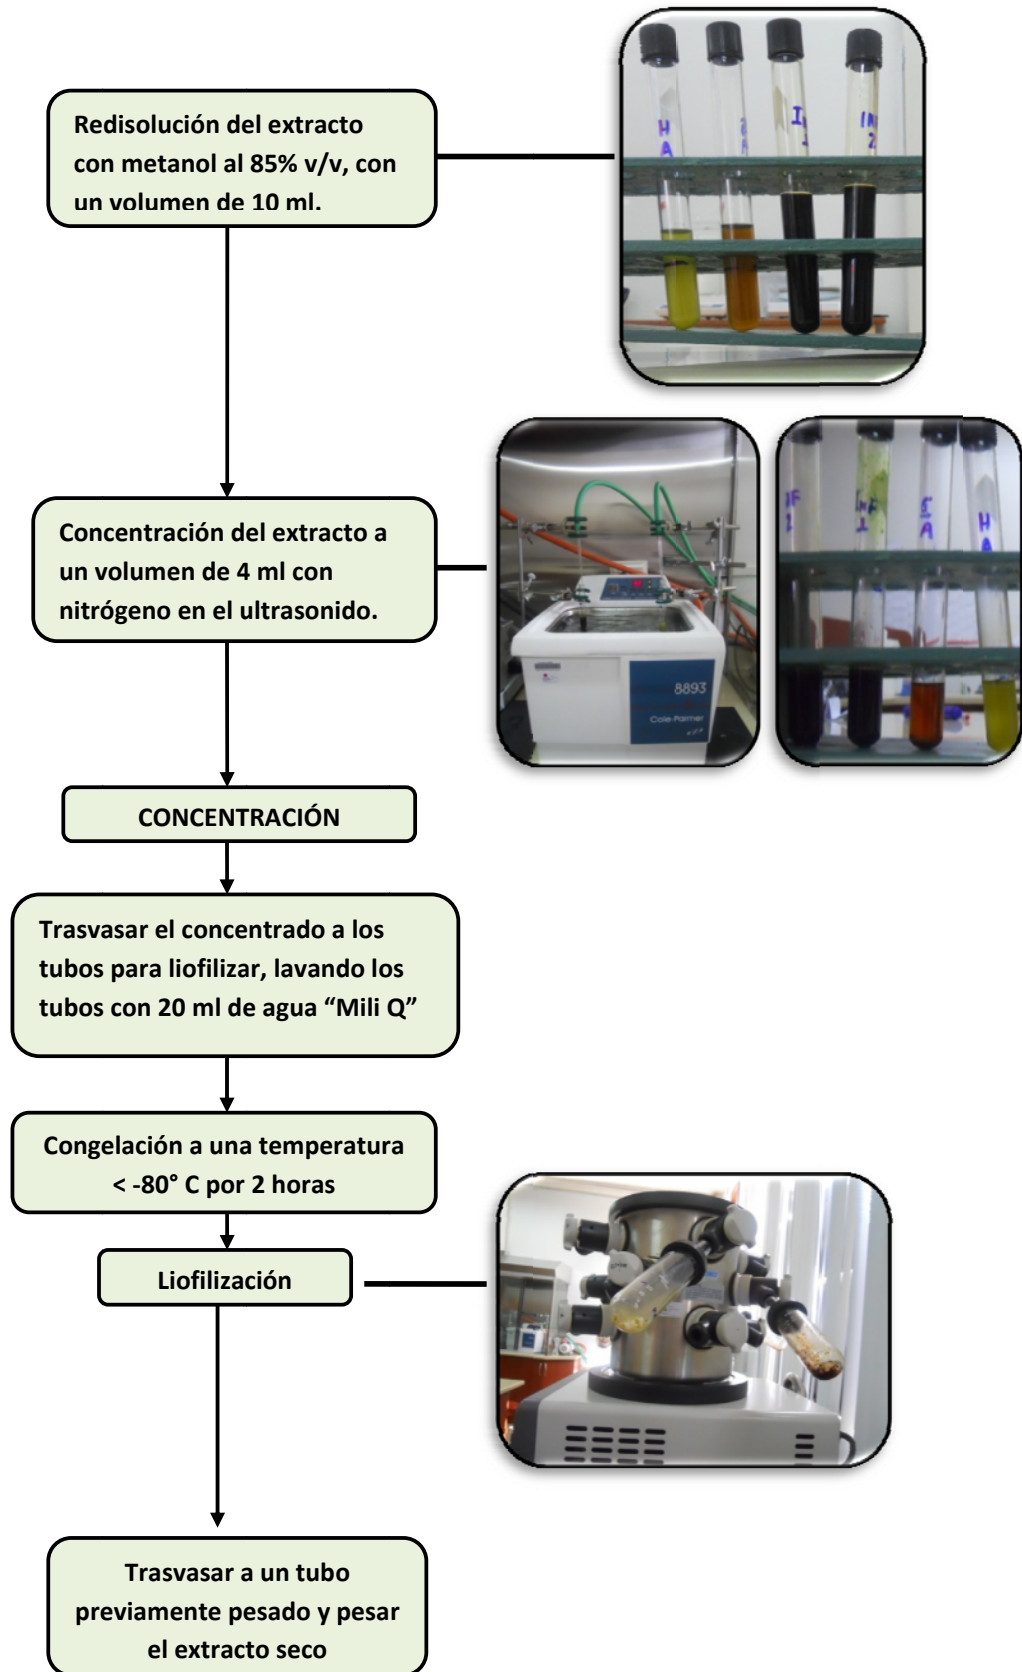 Redisolución del extracto
con metanol al 85% v/v, con
un volumen de 10 ml.
H
A
2
Concentración del extracto a
un volumen de 4 ml con
nitrógeno en el ultrasonido.
8893
Cole-Parmer
A
H
A
CONCENTRACIÓN
Trasvasar el concentrado a los
tubos para liofilizar, lavando los
tubos con 20 ml de agua “Mili Q”
Congelación a una temperatura
< -80° C por 2 horas
Liofilización
Trasvasar a un tubo
previamente pesado y pesar
el extracto seco